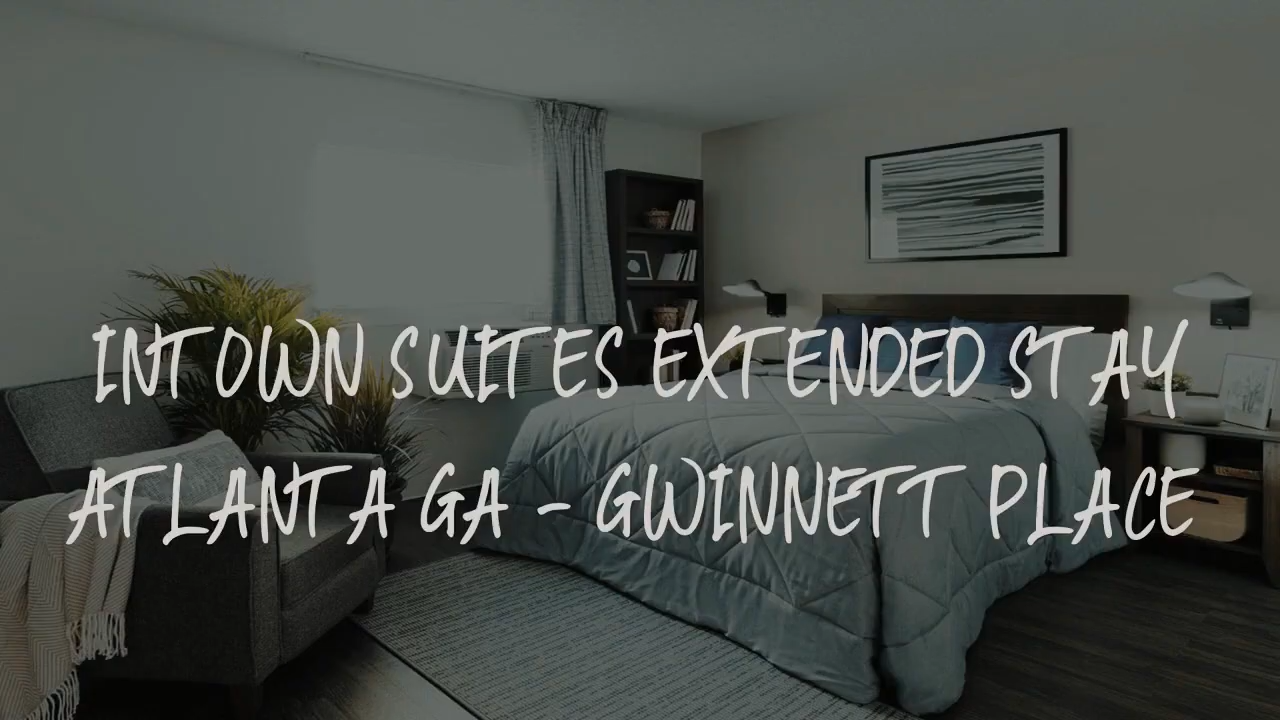 INTOWN SUITES EXTENDED STAY
ATLANTA GA - GWINNETT PLACE